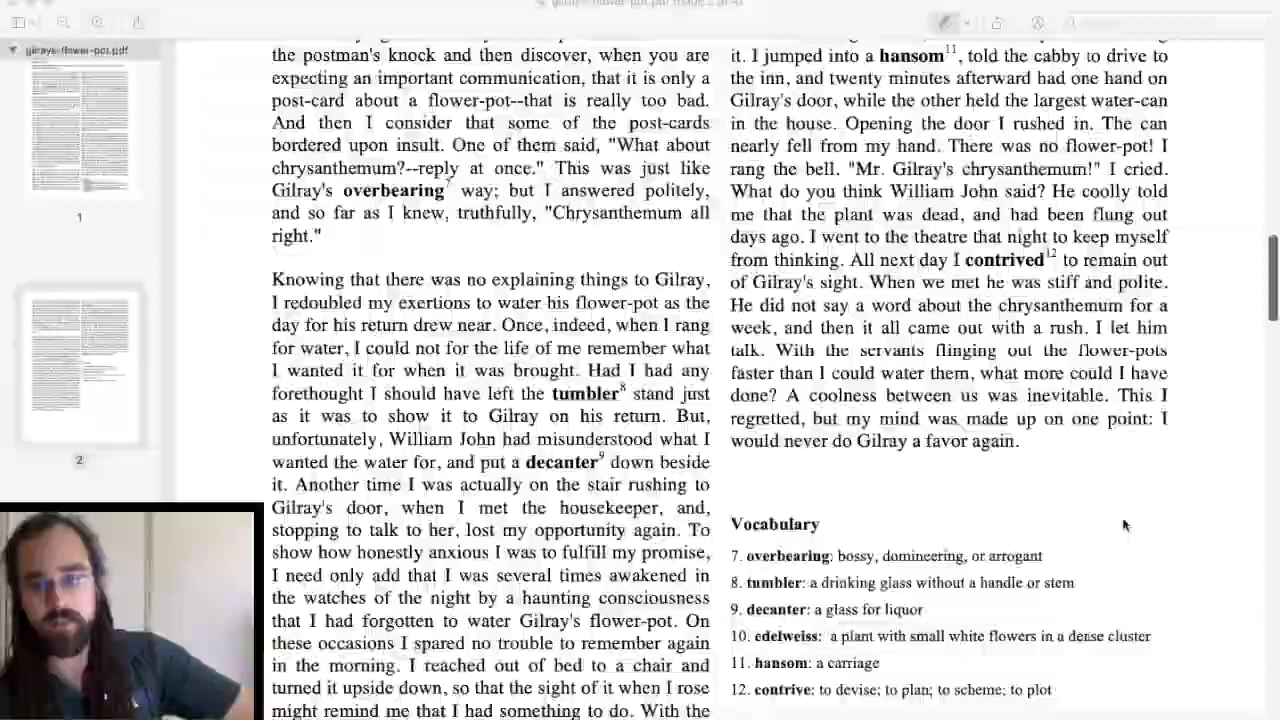 girays-flower-pot.pdf
1
2
the postman's knock and then discover, when you are
expecting an important communication, that it is only a
post-card about a flower-pot--that is really too bad.
And then I consider that some of the post-cards
bordered upon insult. One of them said, "What about
chrysanthemum?--reply at once." This was just like
Gilray's overbearing7 way; but I answered politely,
and so far as I knew, truthfully, "Chrysanthemum all
right."
Knowing that there was no explaining things to Gilray,
I redoubled my exertions to water his flower-pot as the
day for his return drew near. Once, indeed, when I rang
for water, I could not for the life of me remember what
I wanted it for when it was brought. Had I had any
forethought I should have left the tumbler8 stand just
as it was to show it to Gilray on his return. But,
unfortunately, William John had misunderstood what I
wanted the water for, and put a decanter9 down beside
it. Another time I was actually on the stair rushing to
Gilray's door, when I met the housekeeper, and,
stopping to talk to her, lost my opportunity again. To
show how honestly anxious I was to fulfill my promise,
I need only add that I was several times awakened in
the watches of the night by a haunting consciousness
that I had forgotten to water Gilray's flower-pot. On
these occasions I spared no trouble to remember again
in the morning. I reached out of bed to a chair and
turned it upside down, so that the sight of it when I rose
might remind me that I had something to do. With the
it. I jumped into a hansom11, told the cabby to drive to
the inn, and twenty minutes afterward had one hand on
Gilray's door, while the other held the largest water-can
in the house. Opening the door I rushed in. The can
nearly fell from my hand. There was no flower-pot! I
rang the bell. "Mr. Gilray's chrysanthemum!" I cried.
What do you think William John said? He coolly told
me that the plant was dead, and had been flung out
days ago. I went to the theatre that night to keep myself
from thinking. All next day I contrived12 to remain out
of Gilray's sight. When we met he was stiff and polite.
He did not say a word about the chrysanthemum for a
week, and then it all came out with a rush. I let him
talk. With the servants flinging out the flower-pots
faster than I could water them, what more could I have
done? A coolness between us was inevitable. This I
regretted, but my mind was made up on one point: I
would never do Gilray a favor again.
Vocabulary
7. overbearing: bossy, domineering, or arrogant
8. tumbler: a drinking glass without a handle or stem
9. decanter: a glass for liquor
10. edelweiss: a plant with small white flowers in a dense cluster
11. hansom: a carriage
12. contrive: to devise; to plan; to scheme; to plot